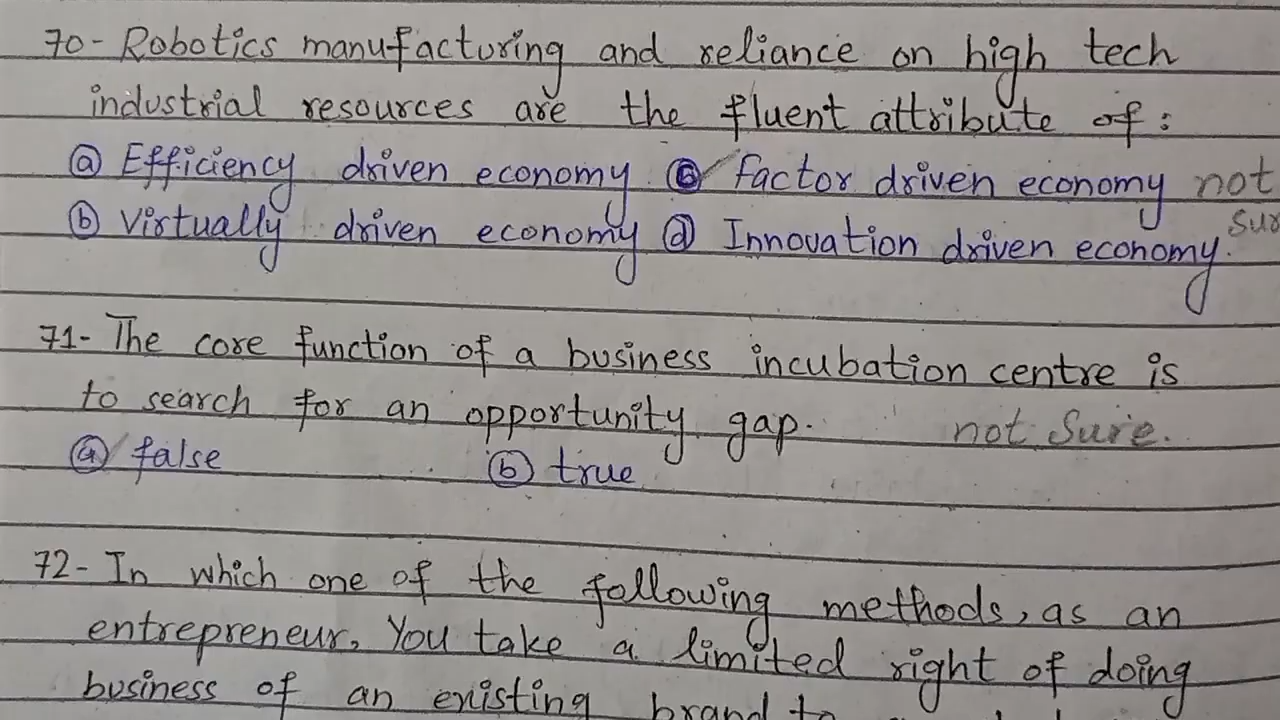 70- Robotics manufacturing and reliance on high tech
industrial resources are the fluent attribute of:
(a) Efficiency driven economy (c) factor driven economy not
sur
(b) virtually driven economy (d) Innovation driven economy.
71- The core function of a business incubation centre is
to search for an opportunity gap. not Sure.
(a) false (b) true
72- In which one of the following methods, as an
entrepreneur, You take a limited right of doing
business of an existing brand to